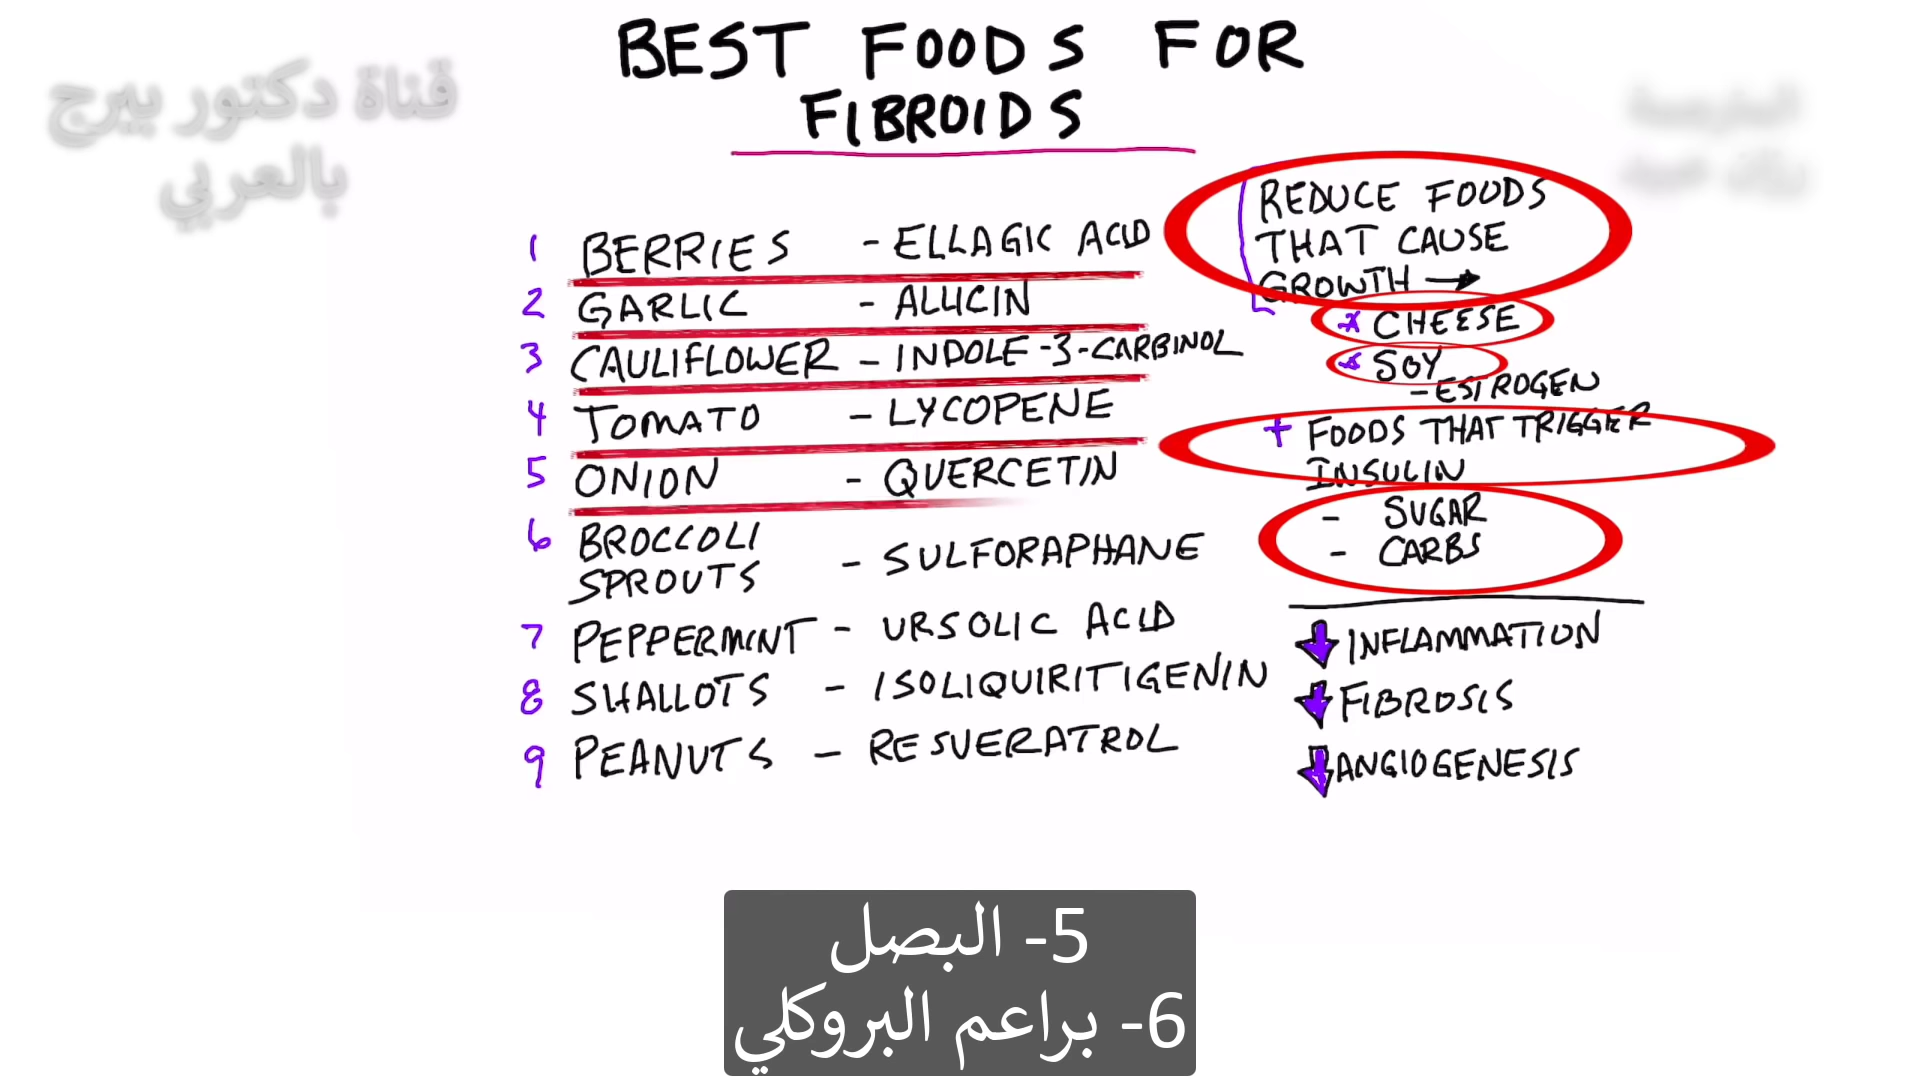 BEST FOODS FOR
FIBROIDS
قناة دكتور بيرج
بالعربي
1 BERRIES - ELLAGIC ACID
2 GARLIC - ALLICIN
3 CAULIFLOWER - INDOLE-3-CARBINOL
4 TOMATO - LYCOPENE
5 ONION - QUERCETIN
6 BROCCOLI
SPROUTS - SULFORAPHANE
7 PEPPERMINT - URSOLIC ACID
8 SHALLOTS - ISOLIQUIRITIGENIN
9 PEANUTS - RESVERATROL
REDUCE FOODS
THAT CAUSE
GROWTH →
* CHEESE
* SOY
- ESTROGEN
+ FOODS THAT TRIGGER
INSULIN
- SUGAR
- CARBS
↓ INFLAMMATION
↓ FIBROSIS
↓ ANGIOGENESIS
5- البصل
6- براعم البروكلي